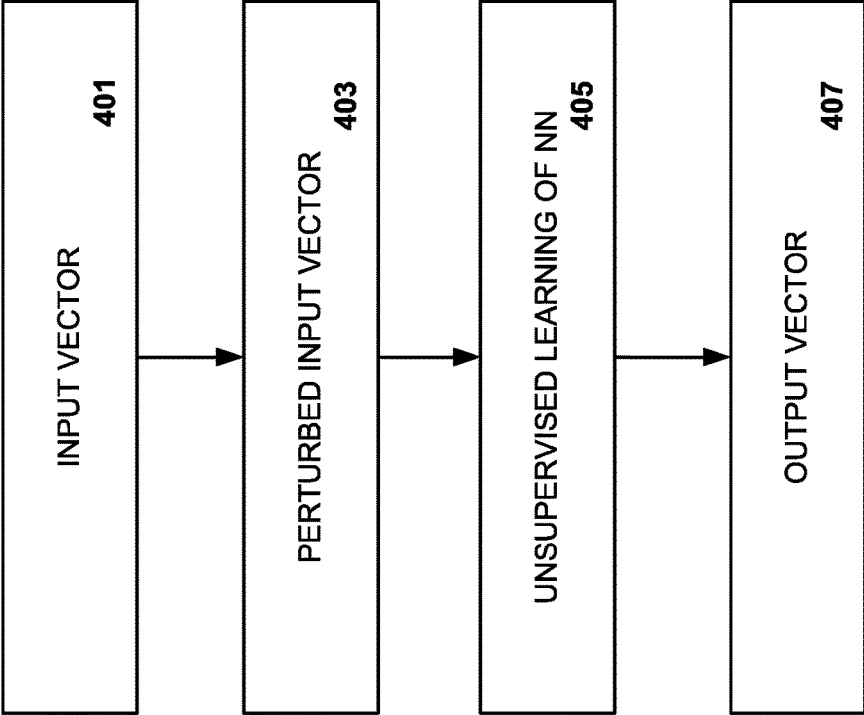 INPUT VECTOR
401
PERTURBED INPUT VECTOR
403
UNSUPERVISED LEARNING OF NN
405
OUTPUT VECTOR
407